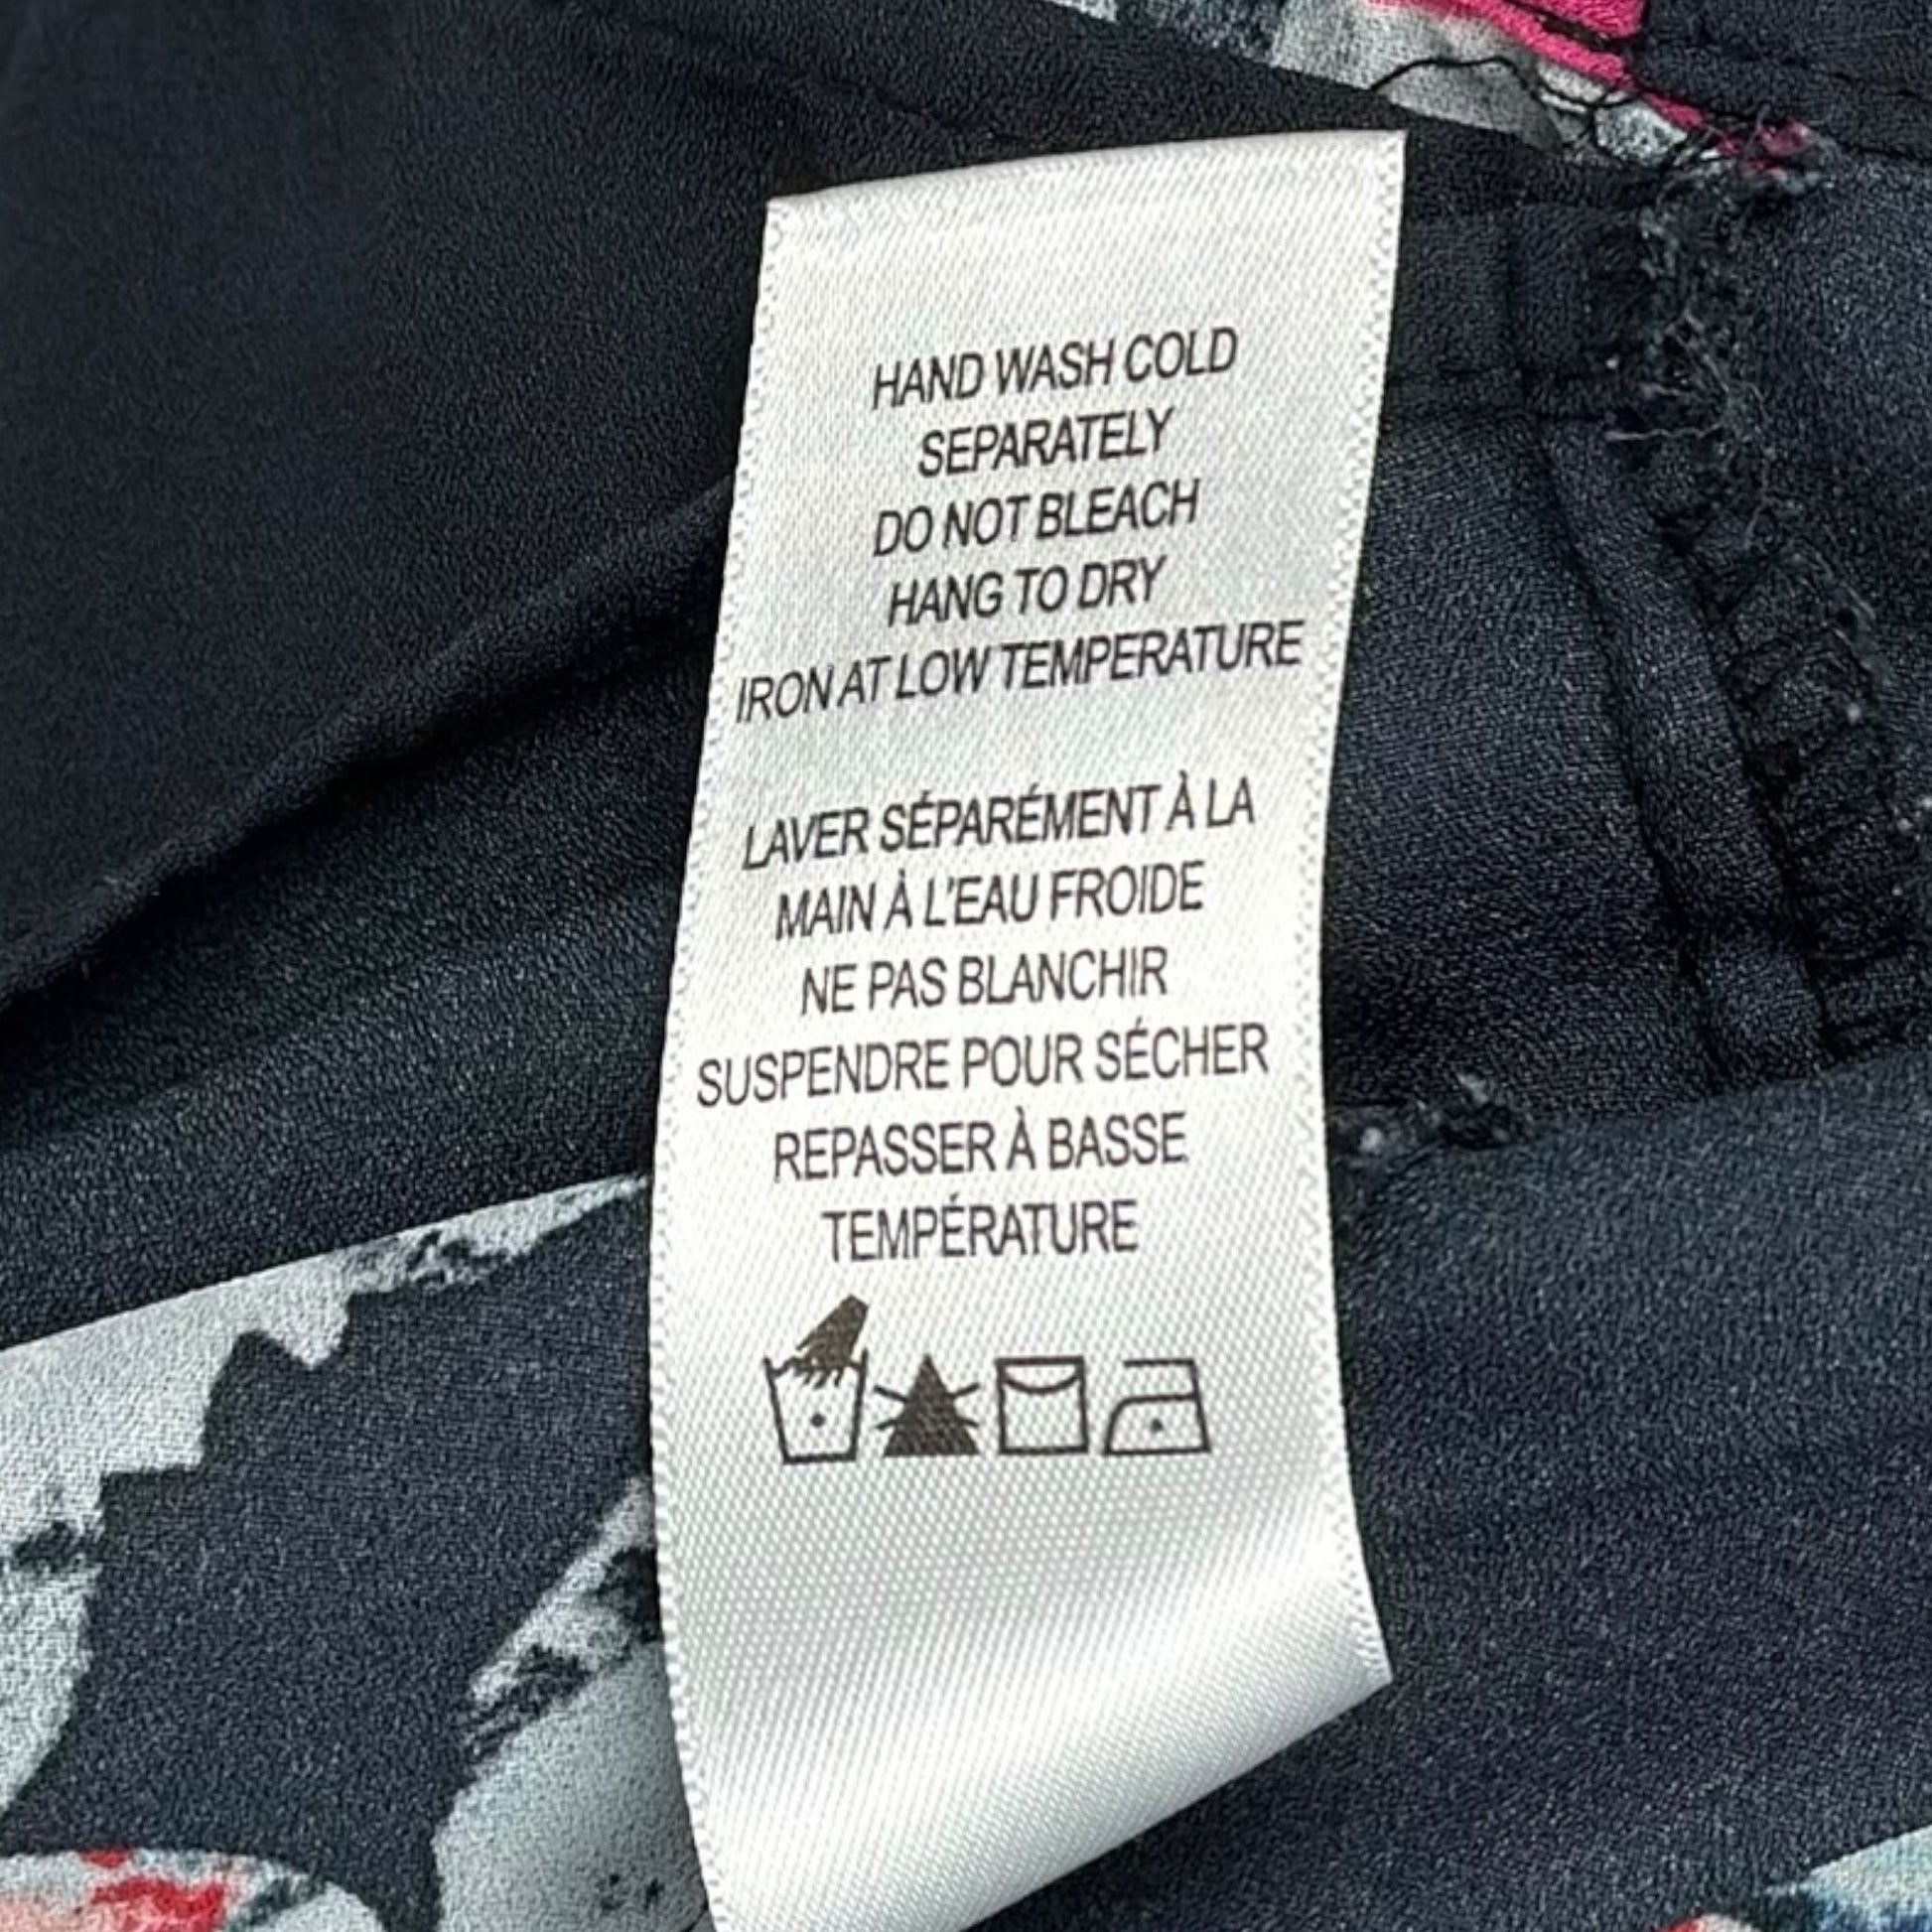 HAND WASH COLD
SEPARATELY
DO NOT BLEACH
HANG TO DRY
IRON AT LOW TEMPERATURE
LAVER SÉPARÉMENT À LA
MAIN À L'EAU FROIDE
NE PAS BLANCHIR
SUSPENDRE POUR SÉCHER
REPASSER À BASSE
TEMPÉRATURE